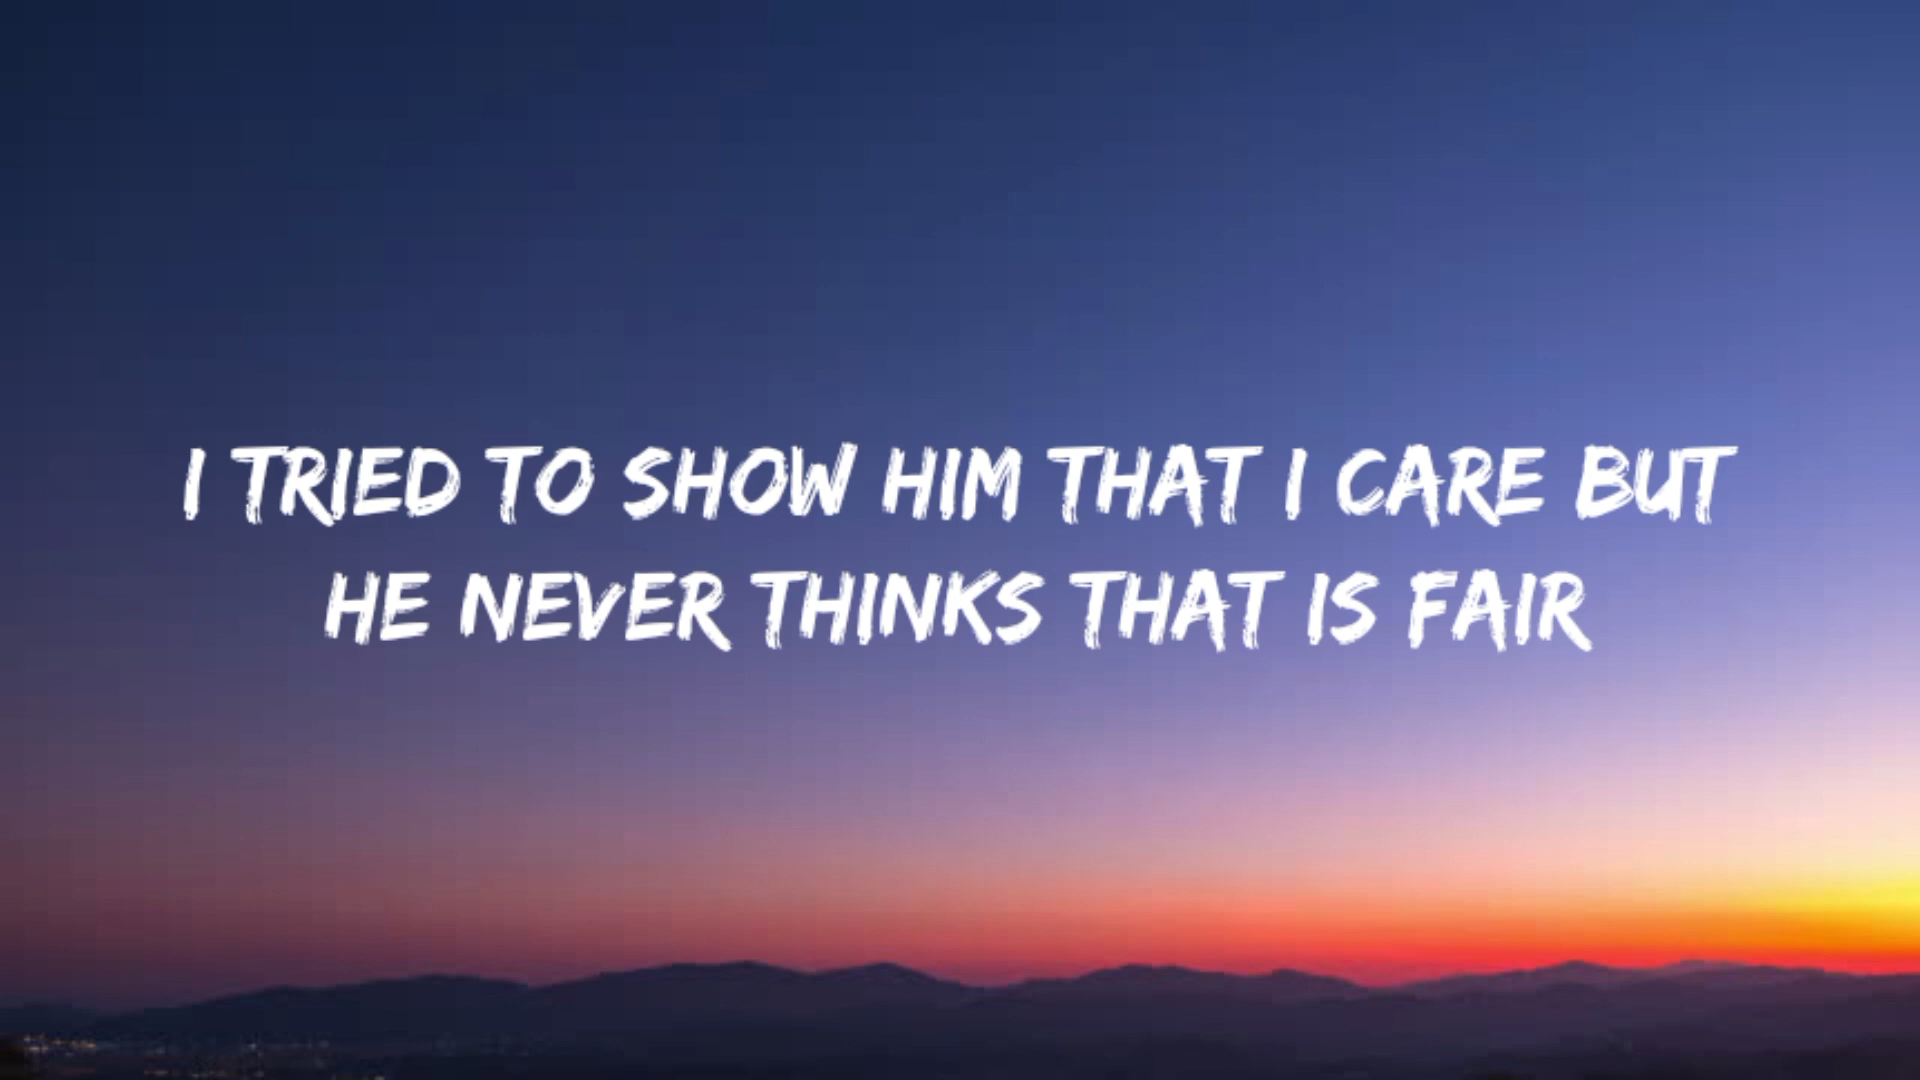 I TRIED TO SHOW HIM THAT I CARE BUT
HE NEVER THINKS THAT IS FAIR